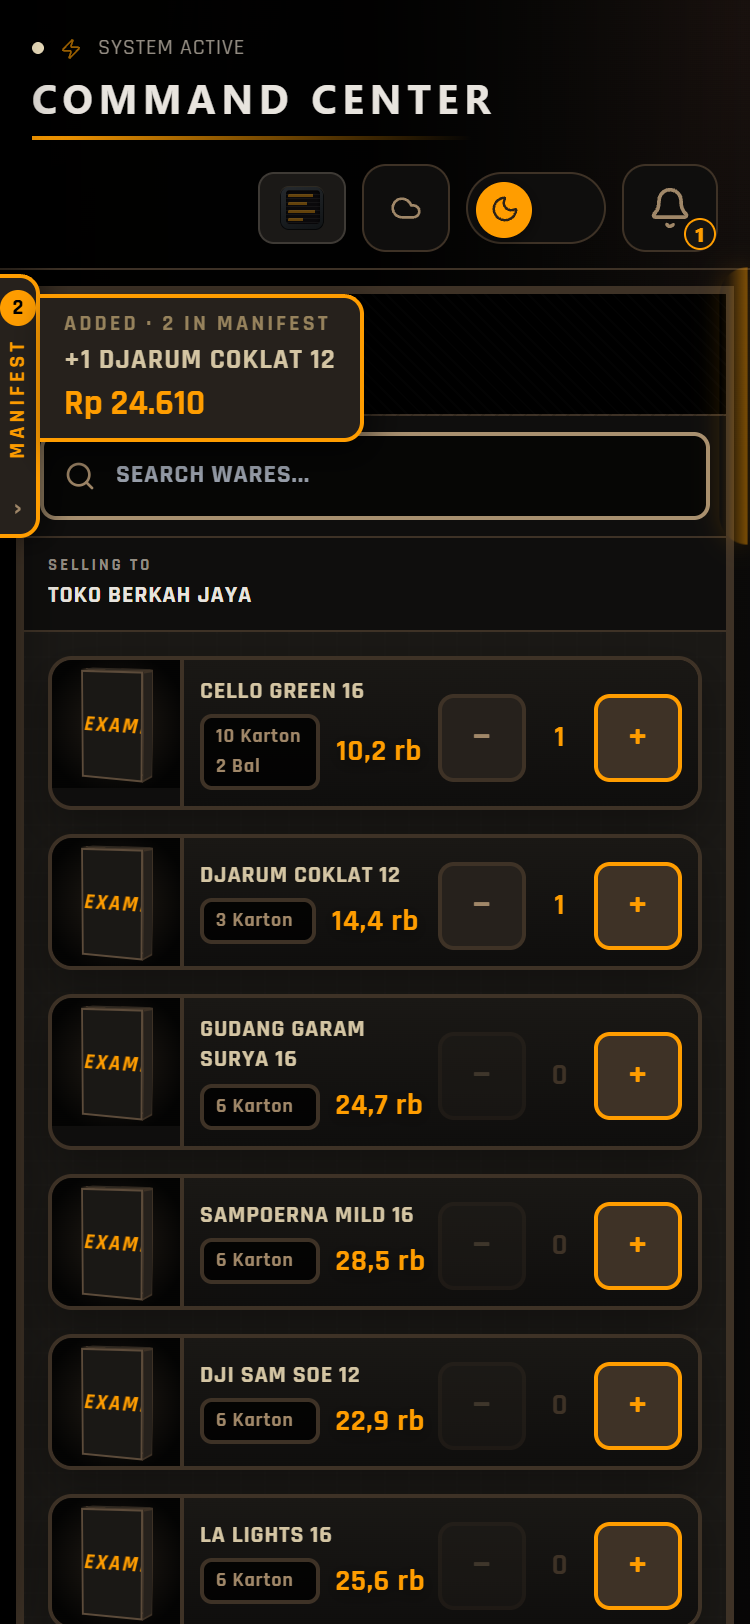 SYSTEM ACTIVE
COMMAND CENTER
1
2
MANIFEST
›
ADDED · 2 IN MANIFEST
+1 DJARUM COKLAT 12
Rp 24.610
SEARCH WARES...
SELLING TO
TOKO BERKAH JAYA
EXAM
CELLO GREEN 16
10 Karton
2 Bal
10,2 rb
− 1 +
EXAM
DJARUM COKLAT 12
3 Karton
14,4 rb
− 1 +
EXAM
GUDANG GARAM
SURYA 16
6 Karton
24,7 rb
− 0 +
EXAM
SAMPOERNA MILD 16
6 Karton
28,5 rb
− 0 +
EXAM
DJI SAM SOE 12
6 Karton
22,9 rb
− 0 +
EXAM
LA LIGHTS 16
6 Karton
25,6 rb
− 0 +